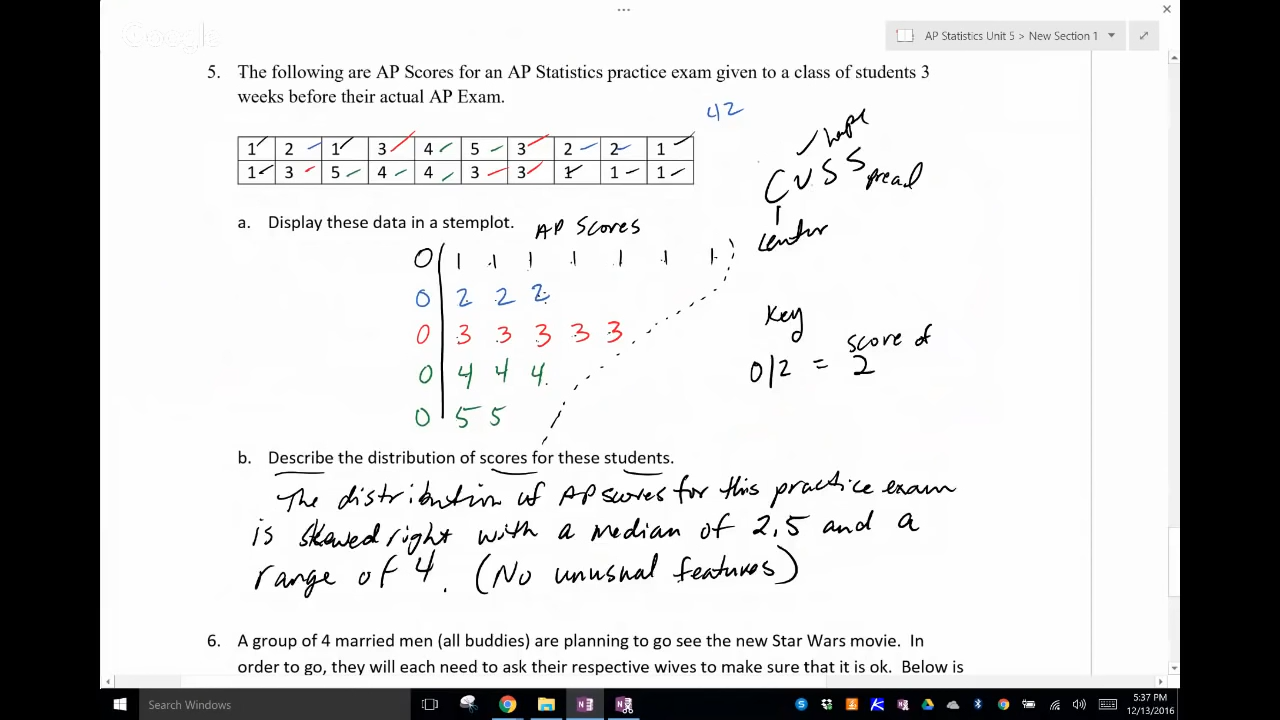 ...
Google
AP Statistics Unit 5 > New Section 1
5. The following are AP Scores for an AP Statistics practice exam given to a class of students 3
weeks before their actual AP Exam.
42
1 2 1 3 4 5 3 2 2 1
1 3 5 4 4 3 3 1 1 1
shape
C U S S pread
center
a. Display these data in a stemplot. AP Scores
0 | 1 1 1 1 1 1 1
0 | 2 2 2
0 | 3 3 3 3 3
0 | 4 4 4
0 | 5 5
Key
0|2 = score of
2
b. Describe the distribution of scores for these students.
The distribution of AP scores for this practice exam
is skewed right with a median of 2.5 and a
range of 4. (No unusual features)
6. A group of 4 married men (all buddies) are planning to go see the new Star Wars movie. In
order to go, they will each need to ask their respective wives to make sure that it is ok. Below is
Search Windows
5:37 PM
12/13/2016